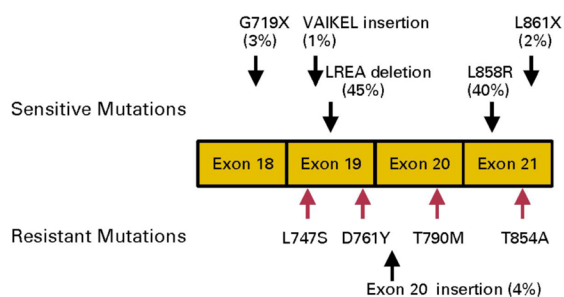 G719X
(3%)
VAIKEL insertion
(1%)
L861X
(2%)
LREA deletion
(45%)
L858R
(40%)
Sensitive Mutations
Exon 18
Exon 19
Exon 20
Exon 21
Resistant Mutations
L747S
D761Y
T790M
T854A
Exon 20 insertion (4%)